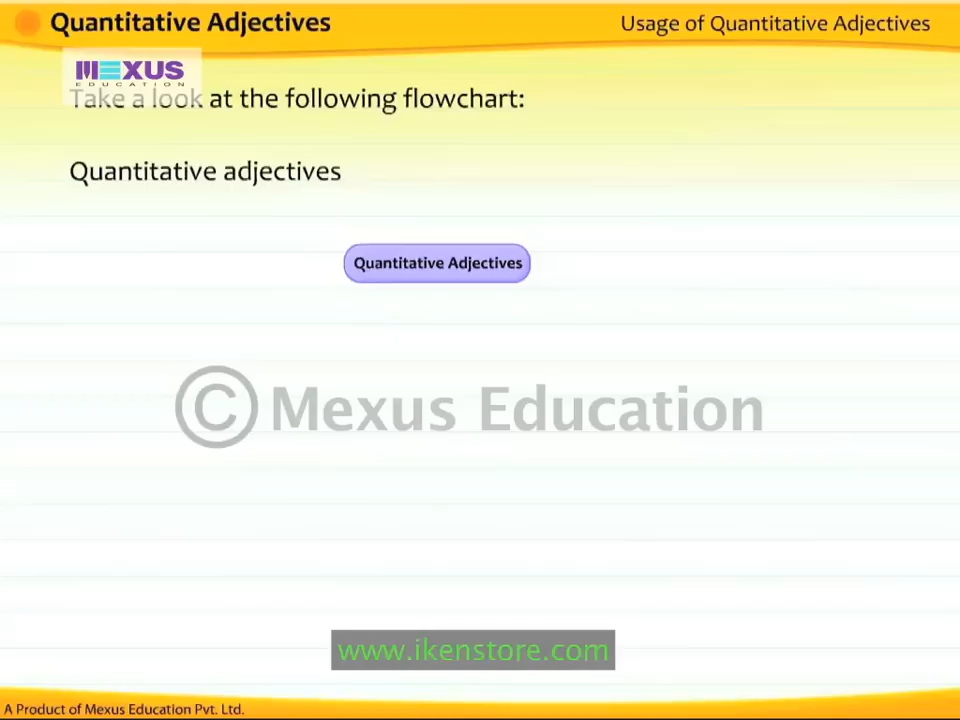 Quantitative Adjectives
Usage of Quantitative Adjectives
MEXUS
EDUCATION
Take a look at the following flowchart:
Quantitative adjectives
Quantitative Adjectives
© Mexus Education
www.ikenstore.com
A Product of Mexus Education Pvt. Ltd.